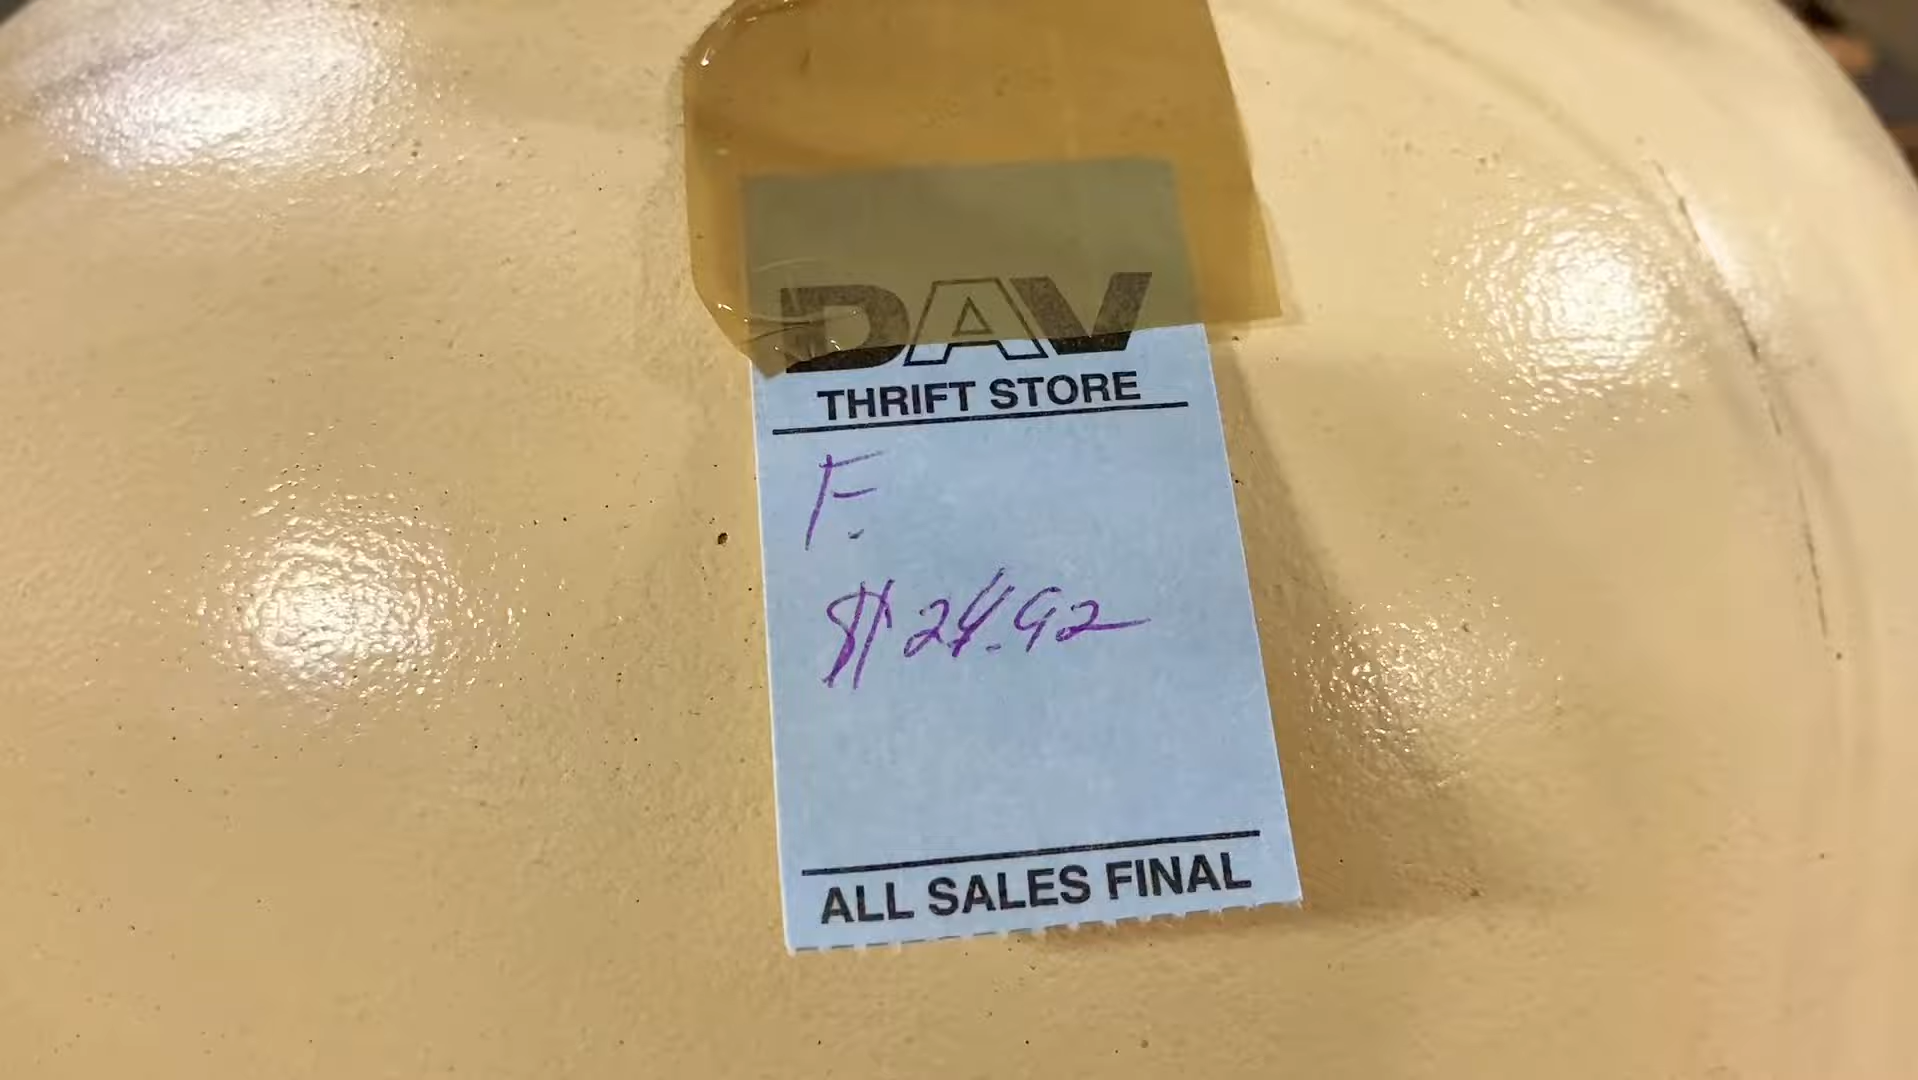 DAV
THRIFT STORE
F.
$24.92
ALL SALES FINAL